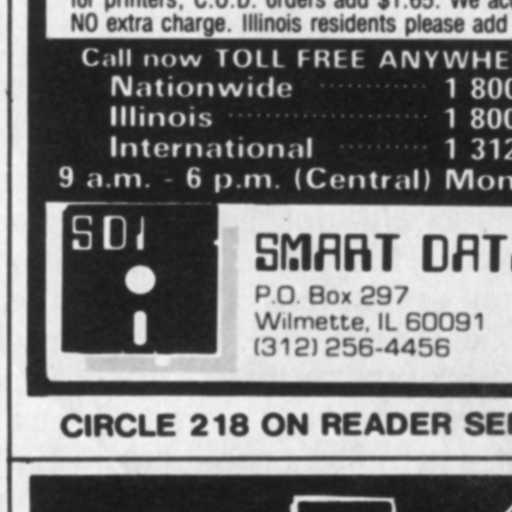 for printers, C.O.D. orders add $1.65. We acc
NO extra charge. Illinois residents please add
Call now TOLL FREE ANYWHE
Nationwide ............ 1 800
Illinois ...................... 1 800
International .......... 1 312
9 a.m. - 6 p.m. (Central) Mon
SDI
SMART DAT
P.O. Box 297
Wilmette, IL 60091
(312) 256-4456
CIRCLE 218 ON READER SE